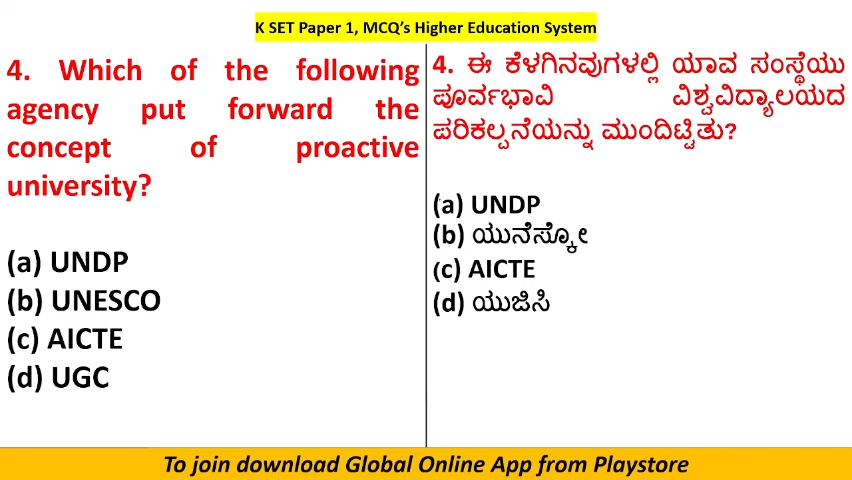 K SET Paper 1, MCQ's Higher Education System
4. Which of the following
agency put forward the
concept of proactive
university?
(a) UNDP
(b) UNESCO
(c) AICTE
(d) UGC
4. ಈ ಕೆಳಗಿನವುಗಳಲ್ಲಿ ಯಾವ ಸಂಸ್ಥೆಯು
ಪೂರ್ವಭಾವಿ ವಿಶ್ವವಿದ್ಯಾಲಯದ
ಪರಿಕಲ್ಪನೆಯನ್ನು ಮುಂದಿಟ್ಟಿತು?
(a) UNDP
(b) ಯುನೆಸ್ಕೋ
(c) AICTE
(d) ಯುಜಿಸಿ
To join download Global Online App from Playstore